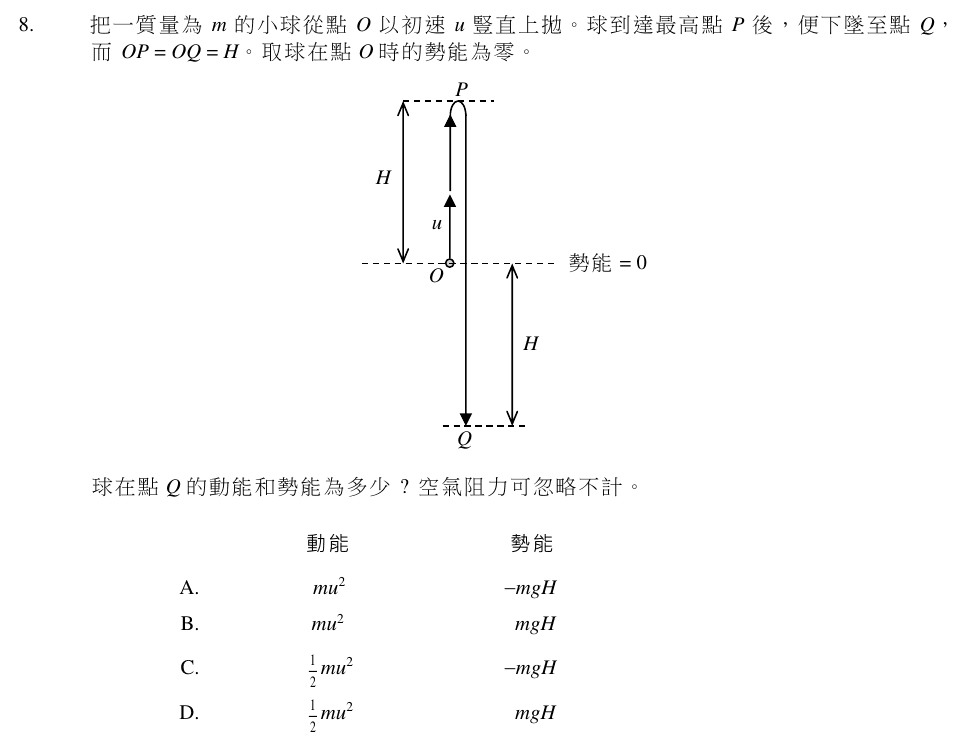 8. 把一質量為 m 的小球從點 O 以初速 u 豎直上拋。球到達最高點 P 後，便下墜至點 Q，
而 OP = OQ = H。取球在點 O 時的勢能為零。
P
H
u
O
勢能 = 0
H
Q
球在點 Q 的動能和勢能為多少？空氣阻力可忽略不計。
動能 勢能
A. mu² –mgH
B. mu² mgH
C. ½ mu² –mgH
D. ½ mu² mgH